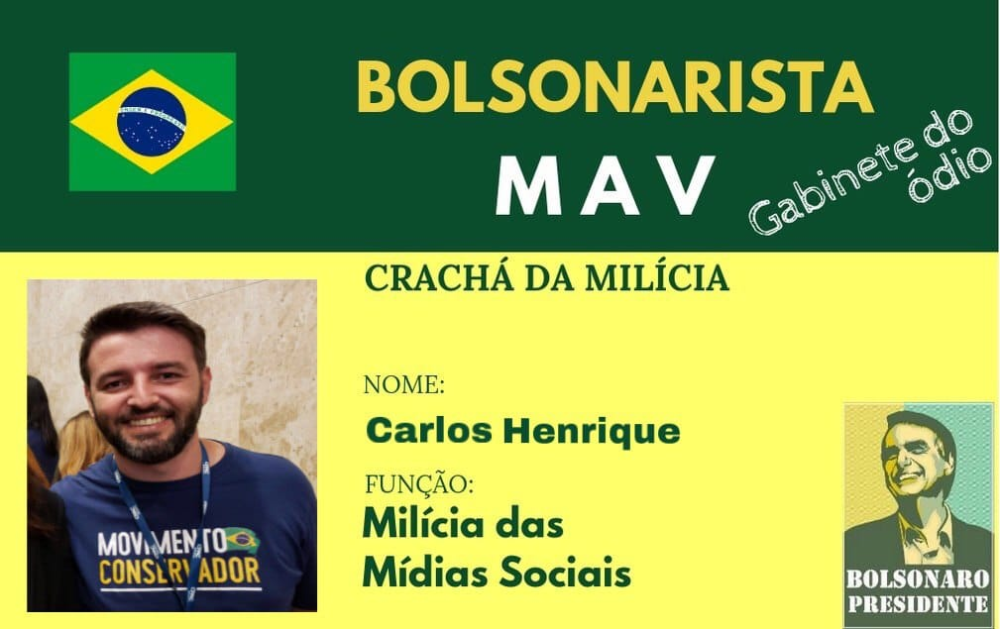 BOLSONARISTA
MAV
Gabinete do
ódio
CRACHÁ DA MILÍCIA
NOME:
Carlos Henrique
FUNÇÃO:
Milícia das
Mídias Sociais
MOVIMENTO
CONSERVADOR
BOLSONARO
PRESIDENTE